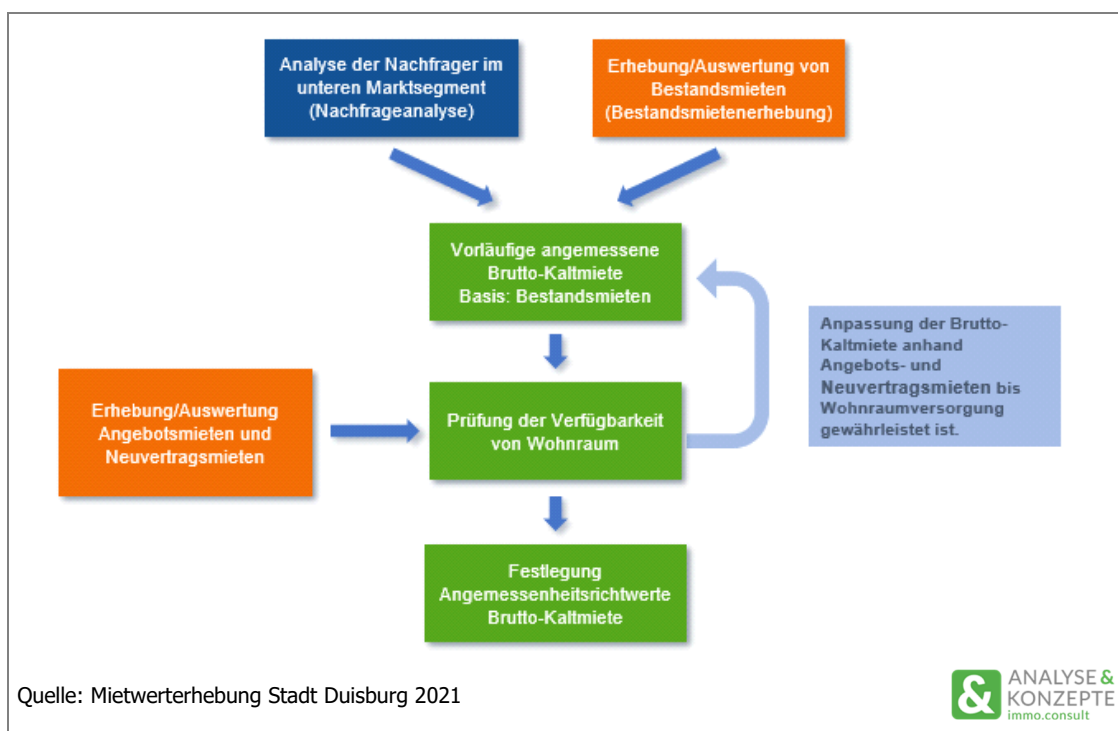 Analyse der Nachfrager im
unteren Marktsegment
(Nachfrageanalyse)
Erhebung/Auswertung von
Bestandsmieten
(Bestandsmietenerhebung)
Vorläufige angemessene
Brutto-Kaltmiete
Basis: Bestandsmieten
Anpassung der Brutto-
Kaltmiete anhand
Angebots- und
Neuvertragsmieten bis
Wohnraumversorgung
gewährleistet ist.
Erhebung/Auswertung
Angebotsmieten und
Neuvertragsmieten
Prüfung der Verfügbarkeit
von Wohnraum
Festlegung
Angemessenheitsrichtwerte
Brutto-Kaltmiete
Quelle: Mietwerterhebung Stadt Duisburg 2021
&
ANALYSE &
KONZEPTE
immo.consult